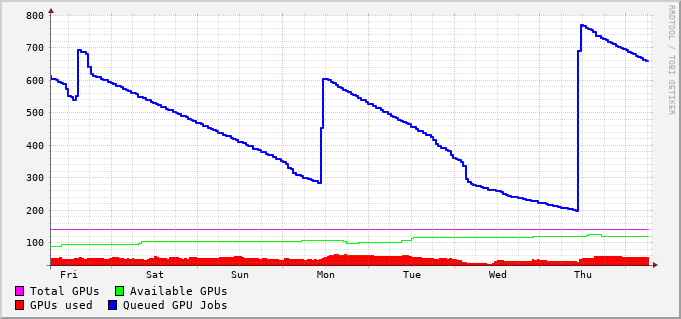 800
700
600
500
400
300
200
100
Fri Sat Sun Mon Tue Wed Thu
Total GPUs Available GPUs
GPUs used Queued GPU Jobs
RRDTOOL / TOBI OETIKER